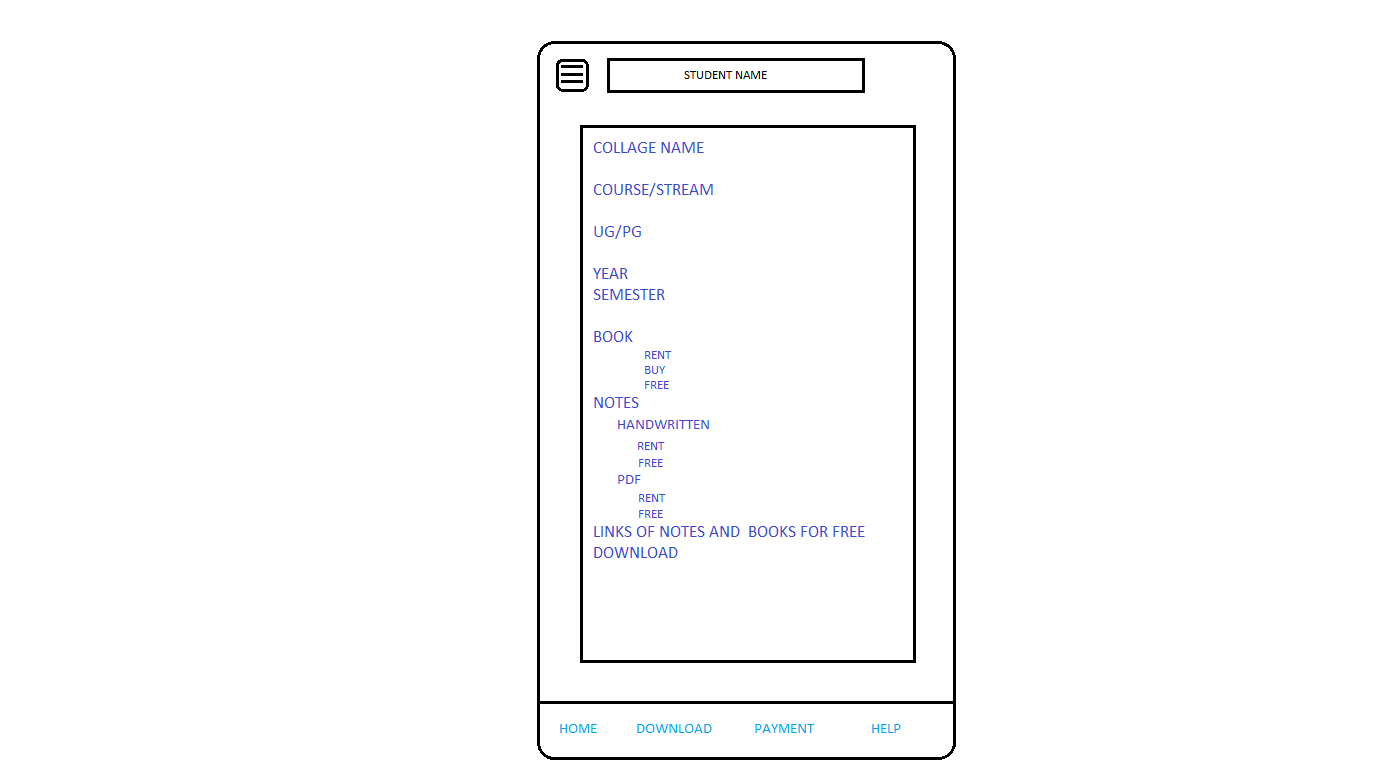 STUDENT NAME
COLLAGE NAME
COURSE/STREAM
UG/PG
YEAR
SEMESTER
BOOK
RENT
BUY
FREE
NOTES
HANDWRITTEN
RENT
FREE
PDF
RENT
FREE
LINKS OF NOTES AND  BOOKS FOR FREE
DOWNLOAD
HOME DOWNLOAD PAYMENT HELP